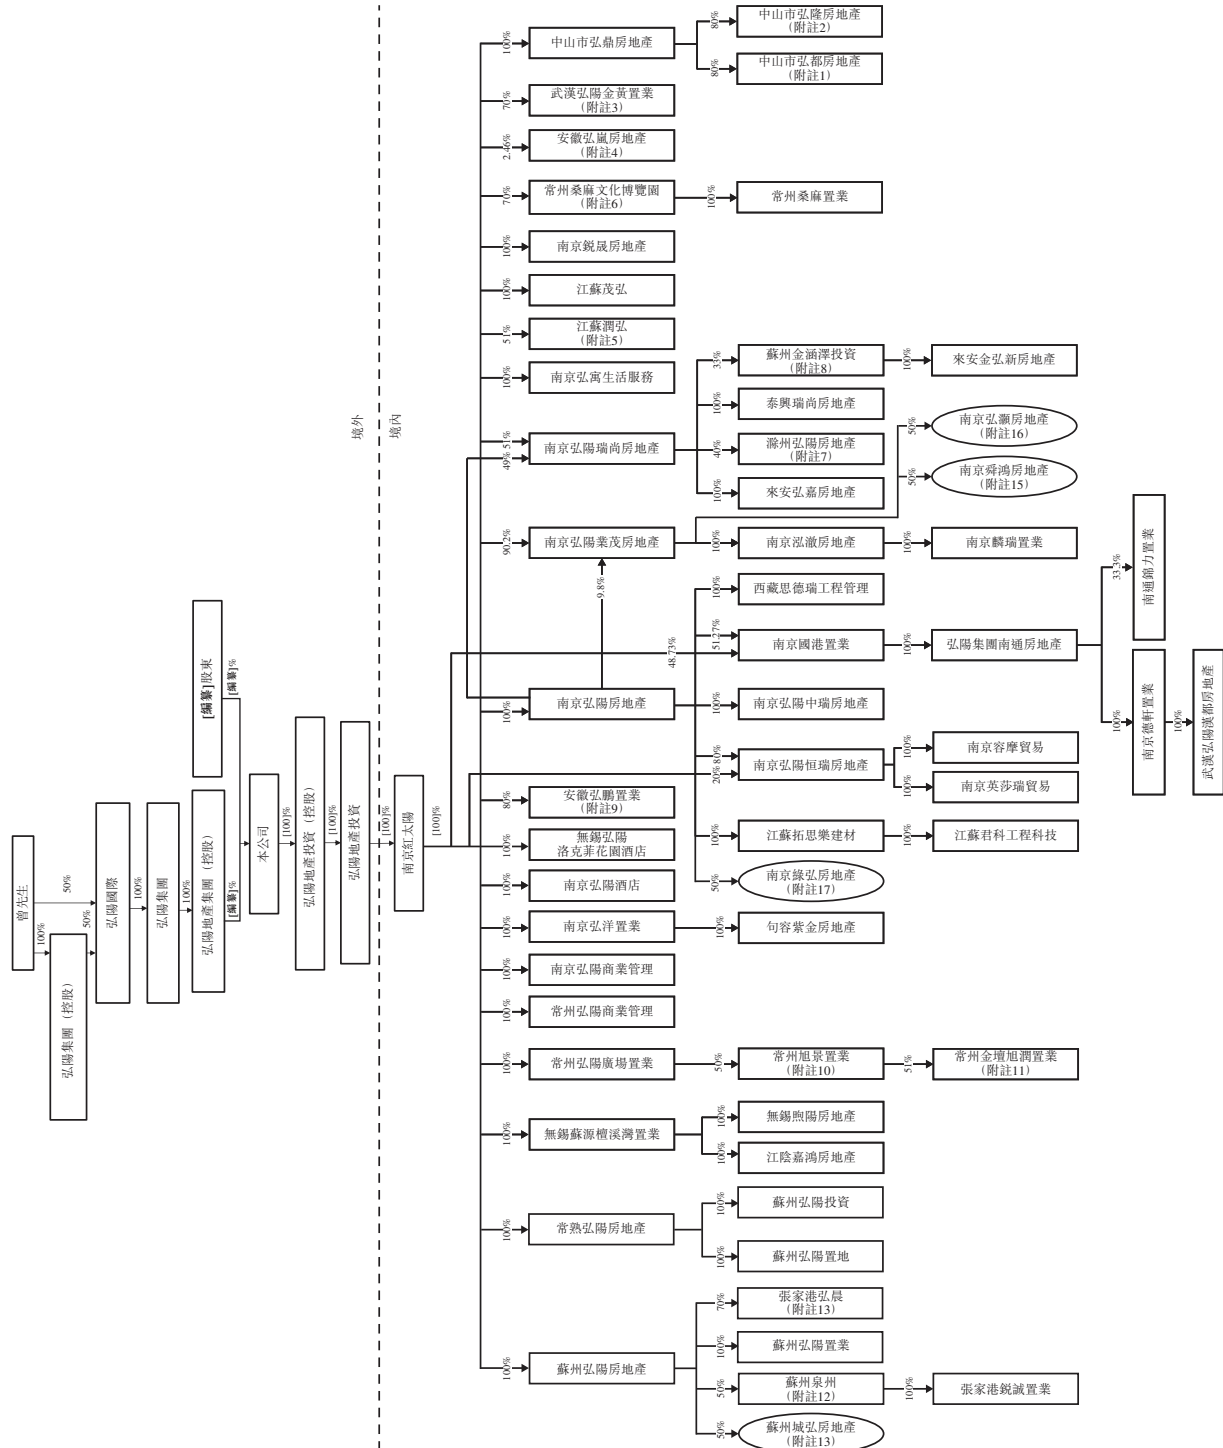 曾先生
100%
50%
弘陽集團（控股）
50%
弘陽國際
100%
弘陽集團
100%
弘陽地產集團（控股）
[編纂]股東
[編纂]%
[編纂]%
本公司
[100]%
弘陽地產投資（控股）
[100]%
弘陽地產投資
[100]%
境外
境內
南京紅太陽
[100]%
100%
中山市弘鼎房地產
80%
中山市弘隆房地產
(附註2)
80%
中山市弘都房地產
(附註1)
70%
武漢弘陽金黃置業
(附註3)
2.46%
安徽弘嵐房地產
(附註4)
70%
常州桑麻文化博覽園
(附註6)
100%
常州桑麻置業
100%
南京銳晟房地產
100%
江蘇茂弘
51%
江蘇潤弘
(附註5)
100%
南京弘寓生活服務
51%
49%
南京弘陽瑞尚房地產
33%
蘇州金涵澤投資
(附註8)
100%
來安金弘新房地產
100%
泰興瑞尚房地產
40%
滁州弘陽房地產
(附註7)
100%
來安弘嘉房地產
50%
南京弘灝房地產
(附註16)
50%
南京舜鴻房地產
(附註15)
90.2%
南京弘陽業茂房地產
100%
南京泓澈房地產
100%
南京麟瑞置業
9.8%
100%
西藏思德瑞工程管理
51.27%
48.73%
南京國港置業
100%
弘陽集團南通房地產
33.3%
南通錦力置業
100%
南京德軒置業
100%
武漢弘陽漢都房地產
100%
南京弘陽房地產
100%
南京弘陽中瑞房地產
80%
20%
南京弘陽恒瑞房地產
100%
南京容摩貿易
100%
南京英莎瑞貿易
80%
安徽弘鵬置業
(附註9)
100%
無錫弘陽
洛克菲花園酒店
100%
江蘇拓思樂建材
100%
江蘇君科工程科技
100%
南京弘陽酒店
50%
南京綠弘房地產
(附註17)
100%
南京弘洋置業
100%
句容紫金房地產
100%
南京弘陽商業管理
100%
常州弘陽商業管理
100%
常州弘陽廣場置業
50%
常州旭景置業
(附註10)
51%
常州金壇旭潤置業
(附註11)
100%
無錫蘇源檀溪灣置業
100%
無錫煦陽房地產
100%
江陰嘉鴻房地產
100%
常熟弘陽房地產
100%
蘇州弘陽投資
100%
蘇州弘陽置地
100%
蘇州弘陽房地產
70%
張家港弘晨
(附註13)
100%
蘇州弘陽置業
50%
蘇州泉州
(附註12)
100%
張家港銳誠置業
50%
蘇州城弘房地產
(附註13)